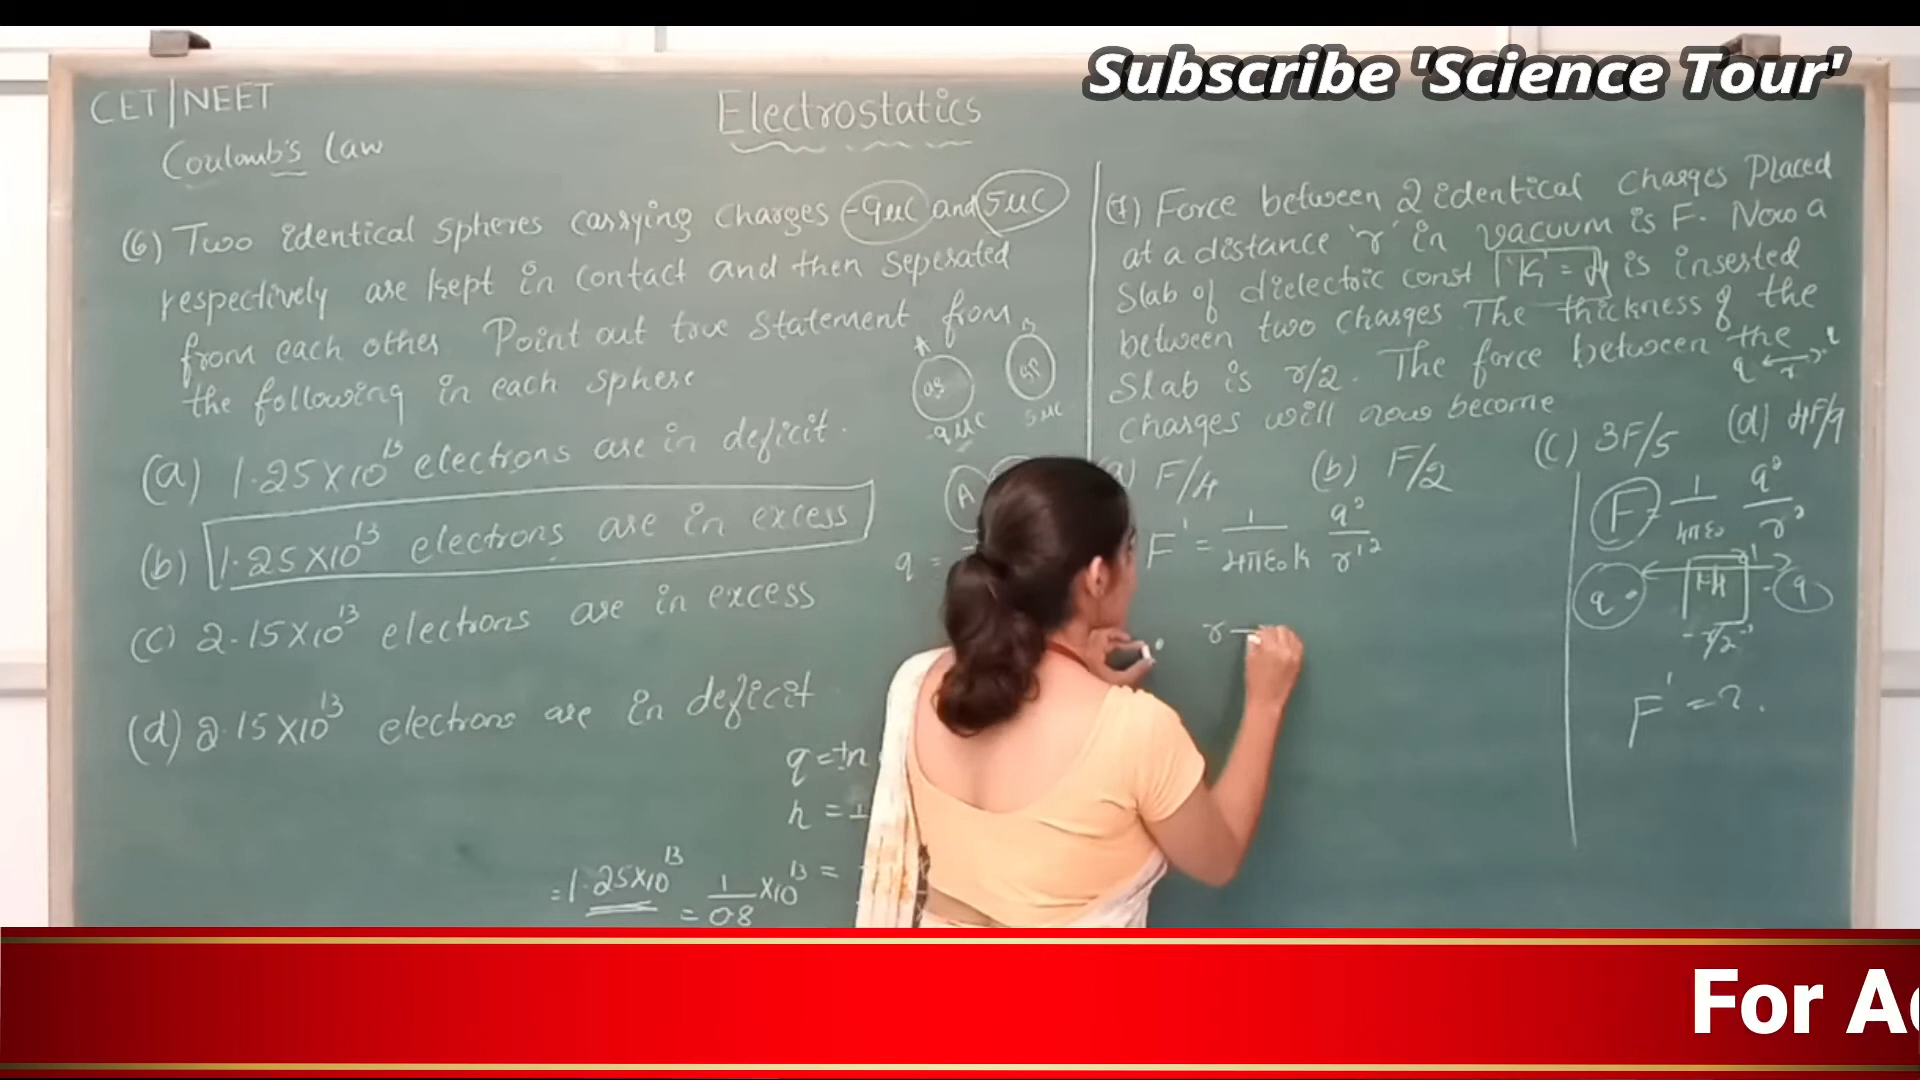 Subscribe 'Science Tour'
CET|NEET
Electrostatics
Coulomb's Law
(6) Two identical spheres carrying charges -9μC and 5μC
respectively are kept in contact and then seperated
from each other Point out true statement from
the following in each sphere
-9μC 5μC
(a) 1.25×10¹³ electrons are in deficit.
(b) 1.25×10¹³ electrons are in excess
(c) 2.15×10¹³ electrons are in excess
(d) 2.15×10¹³ electrons are in deficit
A
q =
q = ±n
n =
= 1.25×10¹³
= 1/0.8 ×10¹³ =
(7) Force between 2 identical charges Placed
at a distance 'r' in vacuum is F. Now a
Slab of dielectric const 'K' = 4 is inserted
between two charges The thickness of the
Slab is r/2. The force between the
charges will now become
q r
F/4 (b) F/2 (c) 3F/5 (d) 4F/9
F' = 1/4πε₀k q²/r'²
r
F = 1/4πε₀ q²/r²
q r' q
r/2
F' = ?
For